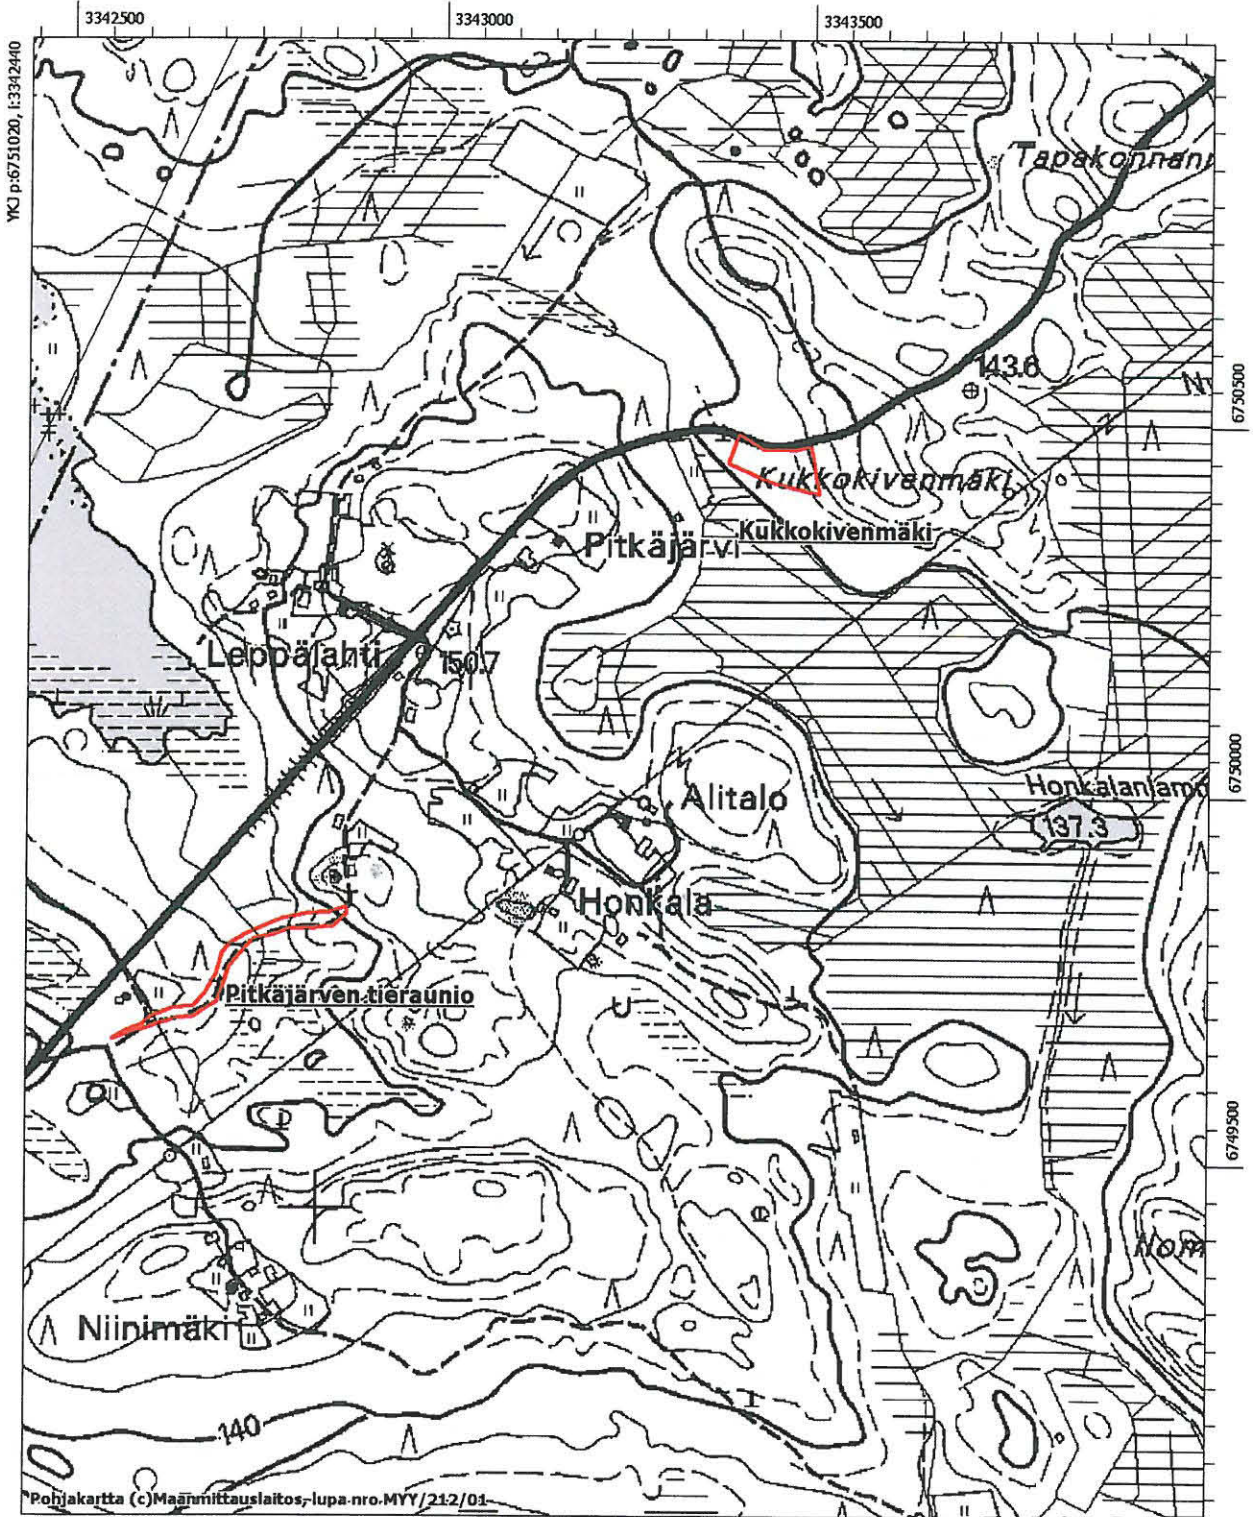 3342500
3343000
3343500
YKJ p:6751020, i:3342440
Tapakonnanm
143.6
6750500
Kukkokivenmäki
Pitkäjärvi
Kukkokivenmäki
Leppälahti
150.7
6750000
Alitalo
Honkalanlamp
137.3
Honkala
Pitkäjärven tieraunio
6749500
Niinimäki
140
Pohjakartta (c)Maanmittauslaitos, lupa nro MYY/212/01